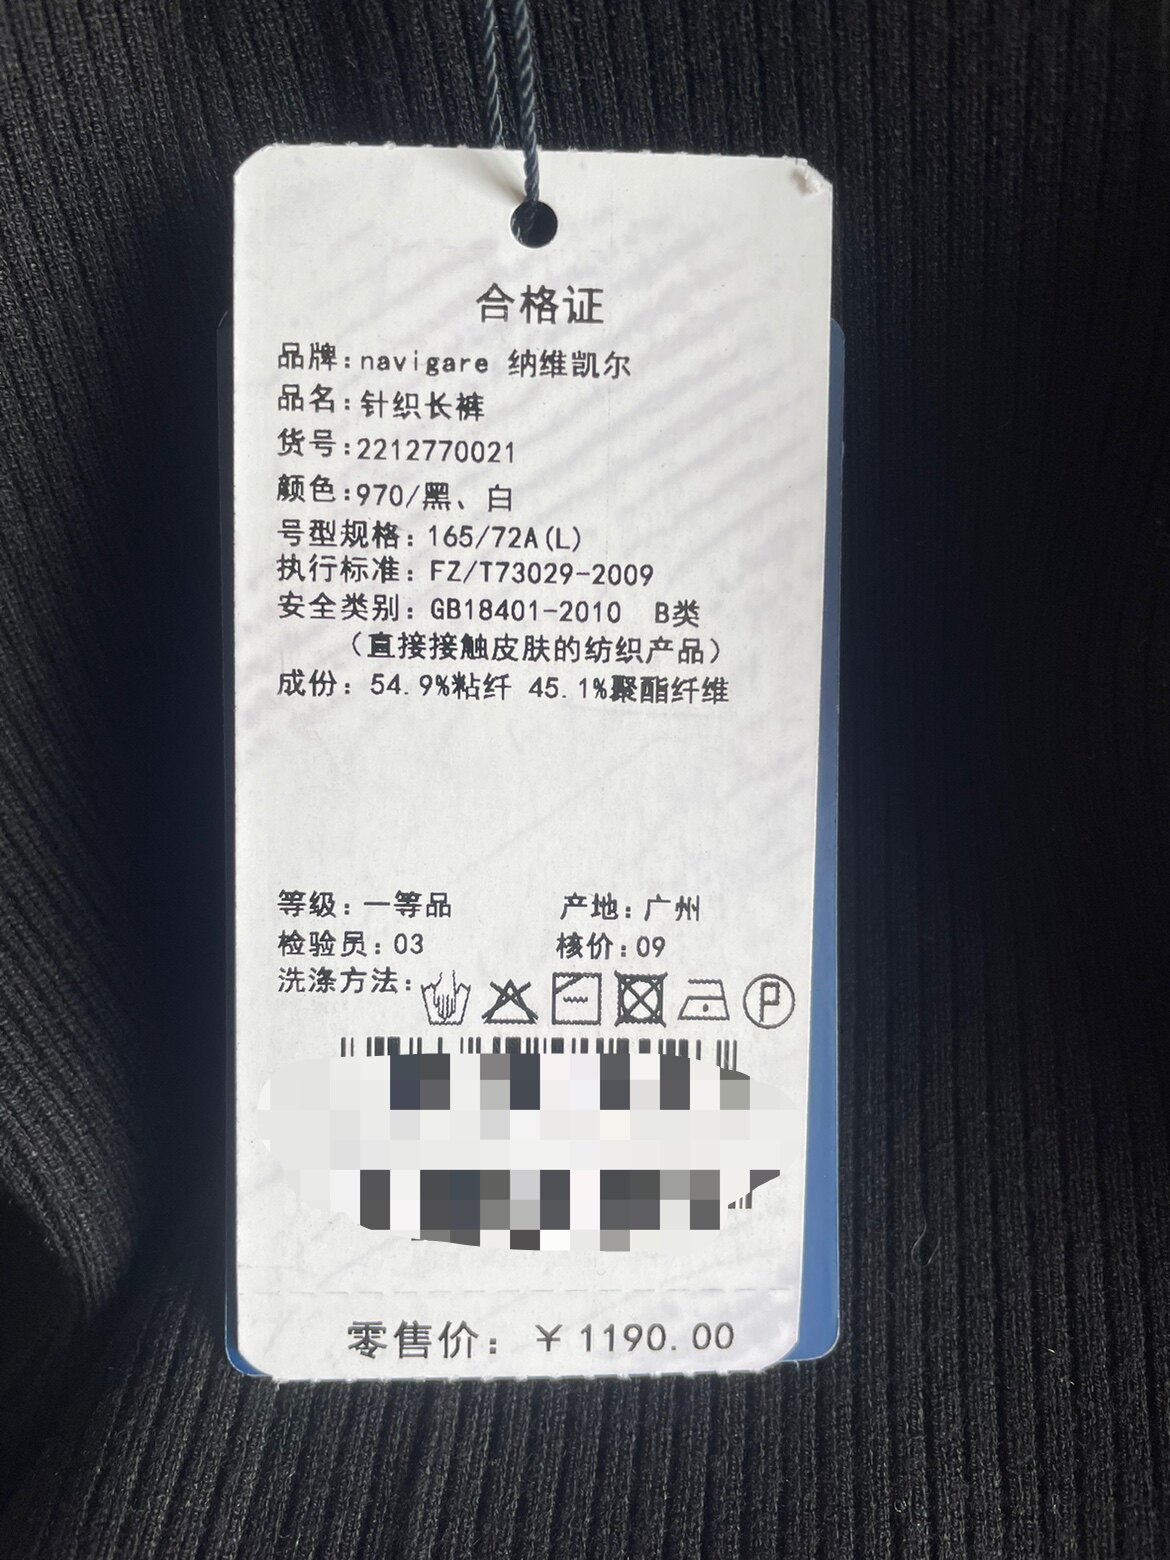 合格证
品牌：navigare 纳维凯尔
品名：针织长裤
货号：2212770021
颜色：970/黑、白
号型规格：165/72A(L)
执行标准：FZ/T73029-2009
安全类别：GB18401-2010 B类
（直接接触皮肤的纺织产品）
成份：54.9%粘纤 45.1%聚酯纤维
等级：一等品 产地：广州
检验员：03 核价：09
洗涤方法： P
零售价：￥1190.00